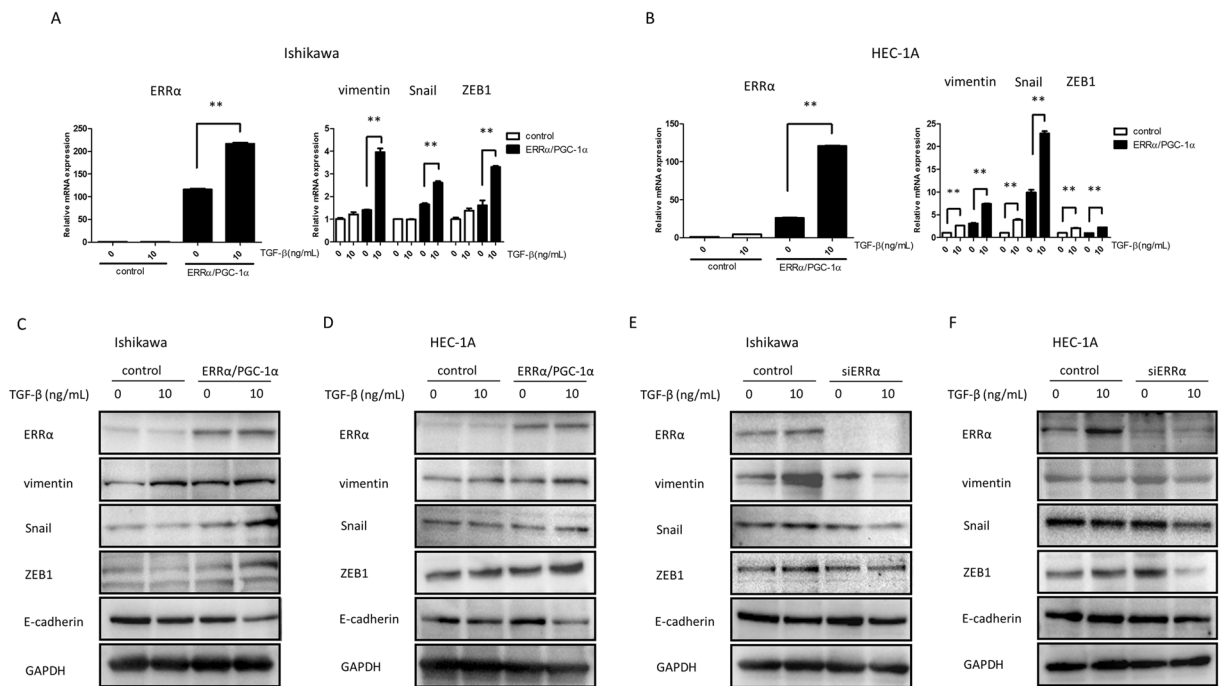 A
Ishikawa
ERRα
**
Relative mRNA expression
250
200
150
100
50
0
0
10
0
10
TGF-β(ng/mL)
control
ERRα/PGC-1α
vimentin
Snail
ZEB1
**
**
**
control
ERRα/PGC-1α
Relative mRNA expression
5
4
3
2
1
0
0 10 0 10 0 10 0 10 0 10 0 10
TGF-β(ng/mL)
B
HEC-1A
ERRα
**
Relative mRNA expression
150
100
50
0
0
10
0
10
TGF-β(ng/mL)
control
ERRα/PGC-1α
vimentin
Snail
ZEB1
**
** ** ** ** **
control
ERRα/PGC-1α
Relative mRNA expression
25
20
15
10
5
0
0 10 0 10 0 10 0 10 0 10 0 10
TGF-β(ng/mL)
C
Ishikawa
control ERRα/PGC-1α
TGF-β (ng/mL) 0 10 0 10
ERRα
vimentin
Snail
ZEB1
E-cadherin
GAPDH
D
HEC-1A
control ERRα/PGC-1α
TGF-β (ng/mL) 0 10 0 10
ERRα
vimentin
Snail
ZEB1
E-cadherin
GAPDH
E
Ishikawa
control siERRα
TGF-β (ng/mL) 0 10 0 10
ERRα
vimentin
Snail
ZEB1
E-cadherin
GAPDH
F
HEC-1A
control siERRα
TGF-β (ng/mL) 0 10 0 10
ERRα
vimentin
Snail
ZEB1
E-cadherin
GAPDH